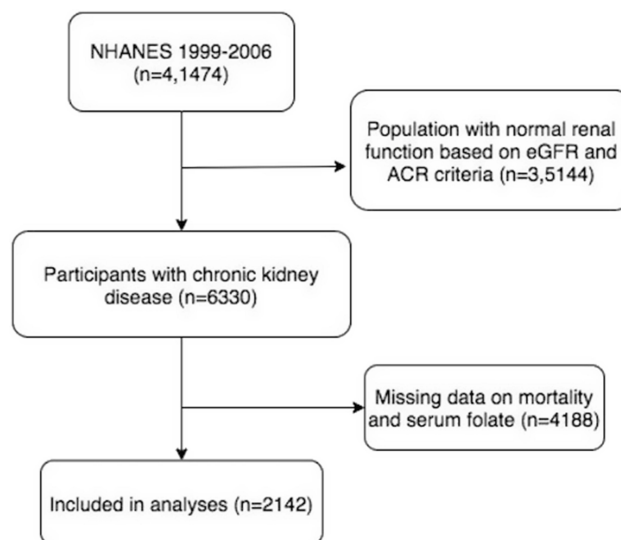 NHANES 1999-2006
(n=4,1474)
Population with normal renal
function based on eGFR and
ACR criteria (n=3,5144)
Participants with chronic kidney
disease (n=6330)
Missing data on mortality
and serum folate (n=4188)
Included in analyses (n=2142)